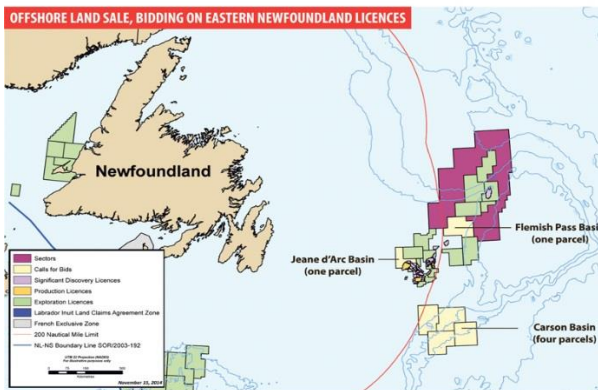 OFFSHORE LAND SALE, BIDDING ON EASTERN NEWFOUNDLAND LICENCES
Newfoundland
Flemish Pass Basin
(one parcel)
Jeane d'Arc Basin
(one parcel)
Carson Basin
(four parcels)
Sectors
Calls for Bids
Significant Discovery Licences
Production Licences
Exploration Licences
Labrador Inuit Land Claims Agreement Zone
French Exclusive Zone
200 Nautical Mile Limit
NL-NS Boundary Line SOR/2003-192
November 15, 2014